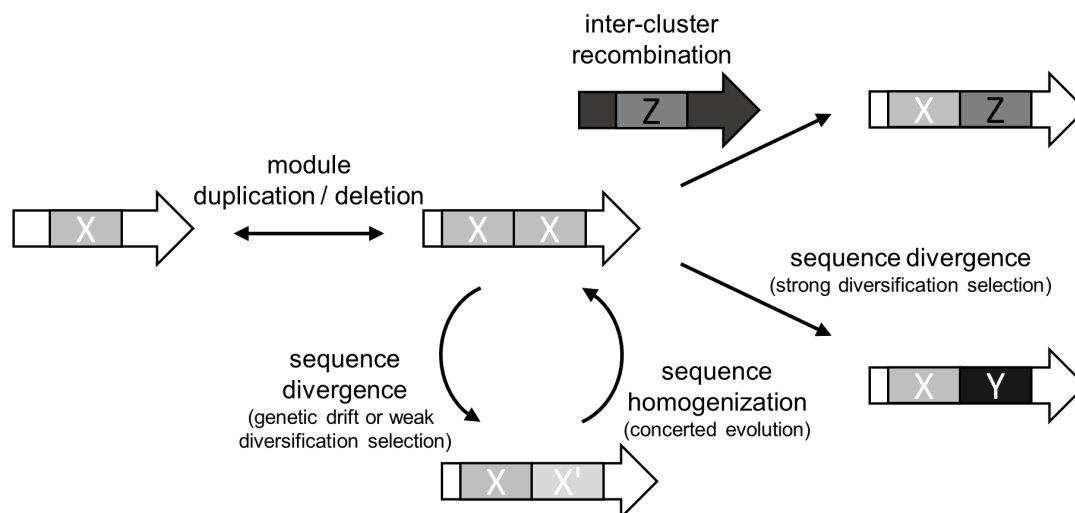 inter-cluster
recombination
Z
X Z
module
duplication / deletion
X
X X
sequence divergence
(strong diversification selection)
sequence
divergence
(genetic drift or weak
diversification selection)
sequence
homogenization
(concerted evolution)
X Y
X X'